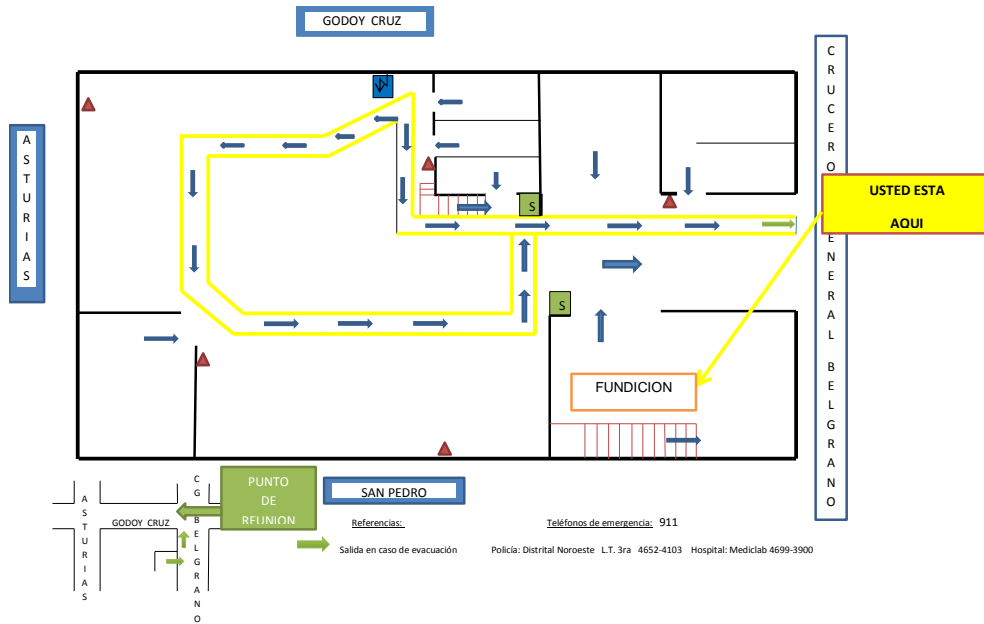 GODOY CRUZ
ASTURIAS
CRUCERO ENERAL BELGRANO
USTED ESTA
AQUI
S
S
FUNDICION
SAN PEDRO
PUNTO
DE
REUNION
ASTURIAS
GODOY CRUZ
CG BELGRANO
Referencias:
Teléfonos de emergencia: 911
Salida en caso de evacuación
Policía: Distrital Noroeste L.T. 3ra 4652-4103 Hospital: Mediclab 4699-3900